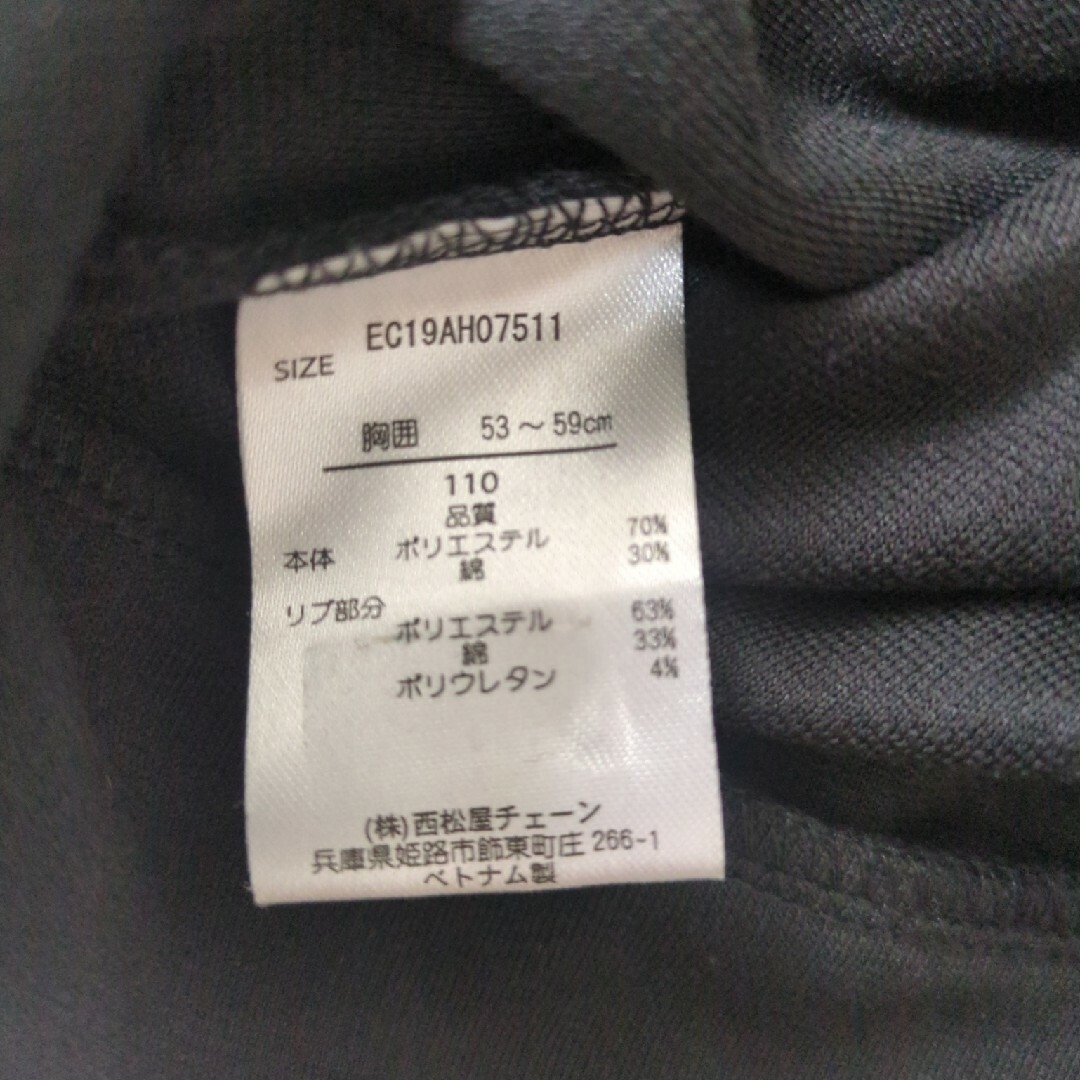 EC19AH07511
SIZE
胸囲 53～59cm
110
品質
本体 ポリエステル 70%
綿 30%
リブ部分 ポリエステル 63%
綿 33%
ポリウレタン 4%
(株)西松屋チェーン
兵庫県姫路市飾東町庄 266-1
ベトナム製